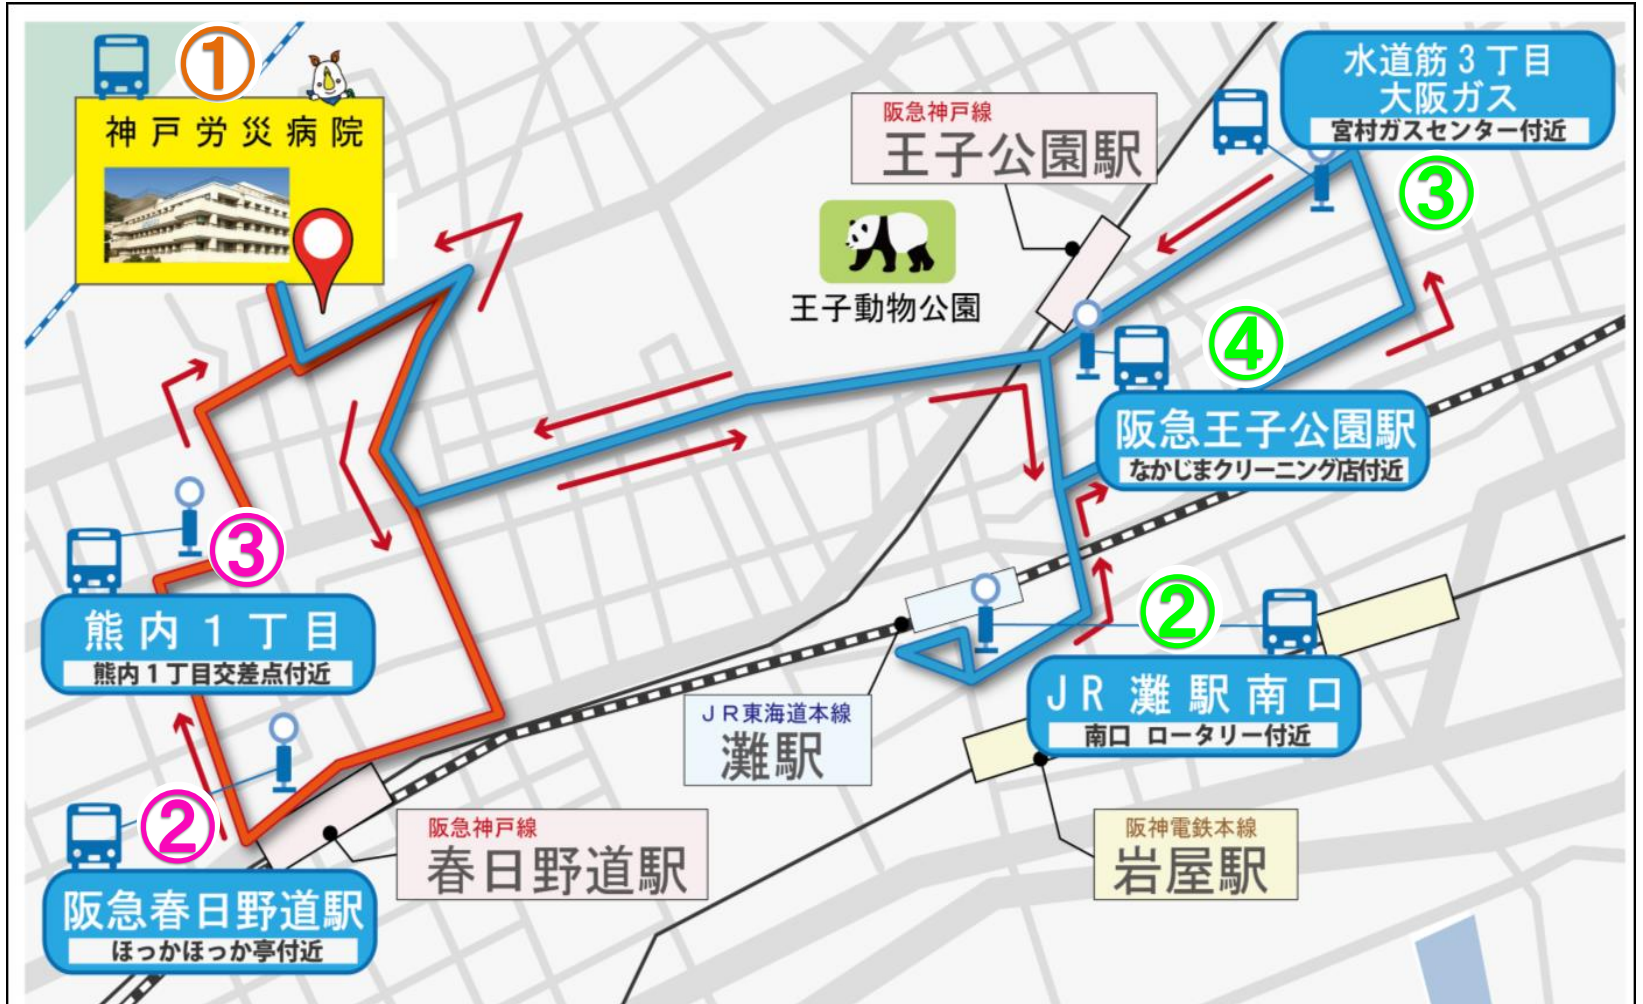 ①
神戸労災病院
阪急神戸線
王子公園駅
水道筋3丁目
大阪ガス
宮村ガスセンター付近
③
王子動物公園
④
阪急王子公園駅
なかじまクリーニング店付近
③
熊内1丁目
熊内1丁目交差点付近
②
JR灘駅南口
南口 ロータリー付近
JR東海道本線
灘駅
②
阪急春日野道駅
ほっかほっか亭付近
阪急神戸線
春日野道駅
阪神電鉄本線
岩屋駅